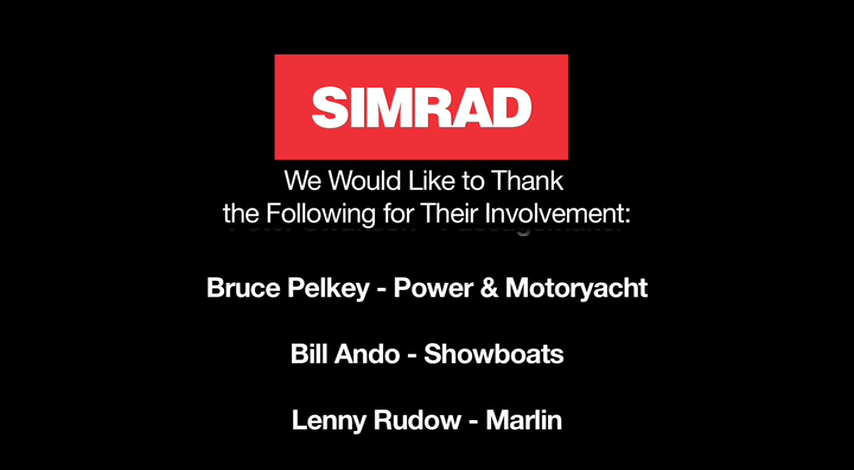 SIMRAD
We Would Like to Thank
the Following for Their Involvement:
Bruce Pelkey - Power & Motoryacht
Bill Ando - Showboats
Lenny Rudow - Marlin